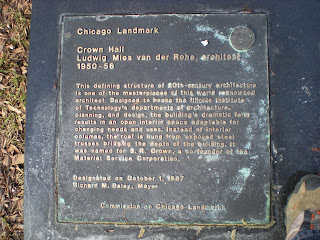 Chicago Landmark
Crown Hall
Ludwig Mies van der Rohe, architect
1950-56
This defining structure of 20th-century architecture
is one of the masterpieces of this world renowned
architect. Designed to house the Illinois Institute
of Technology's departments of architecture,
planning, and design, the building's dramatic form
results in an open interior space adaptable for
changing needs and uses. Instead of interior
columns, the roof is hung from exposed steel
trusses bridging the depth of the building. It
was named for S. R. Crown, a co-founder of the
Material Service Corporation.
Designated on October 1, 1997
Richard M. Daley, Mayor
Commission on Chicago Landmarks